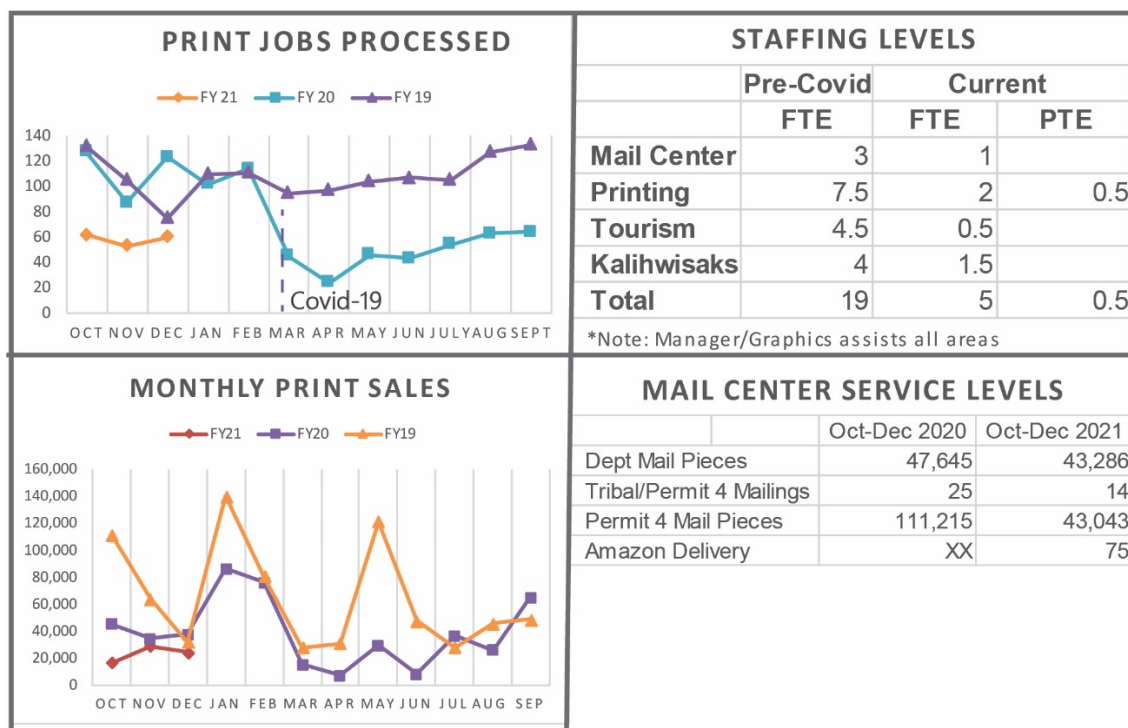 PRINT JOBS PROCESSED
FY 21 FY 20 FY 19
140
120
100
80
60
40
20
0
Covid-19
OCT NOV DEC JAN FEB MAR APR MAY JUN JULY AUG SEPT
STAFFING LEVELS
Pre-Covid Current
FTE FTE PTE
Mail Center 3 1
Printing 7.5 2 0.5
Tourism 4.5 0.5
Kalihwisaks 4 1.5
Total 19 5 0.5
*Note: Manager/Graphics assists all areas
MONTHLY PRINT SALES
FY21 FY20 FY19
160,000
140,000
120,000
100,000
80,000
60,000
40,000
20,000
0
OCT NOV DEC JAN FEB MAR APR MAY JUN JUL AUG SEP
MAIL CENTER SERVICE LEVELS
Oct-Dec 2020 Oct-Dec 2021
Dept Mail Pieces 47,645 43,286
Tribal/Permit 4 Mailings 25 14
Permit 4 Mail Pieces 111,215 43,043
Amazon Delivery XX 75